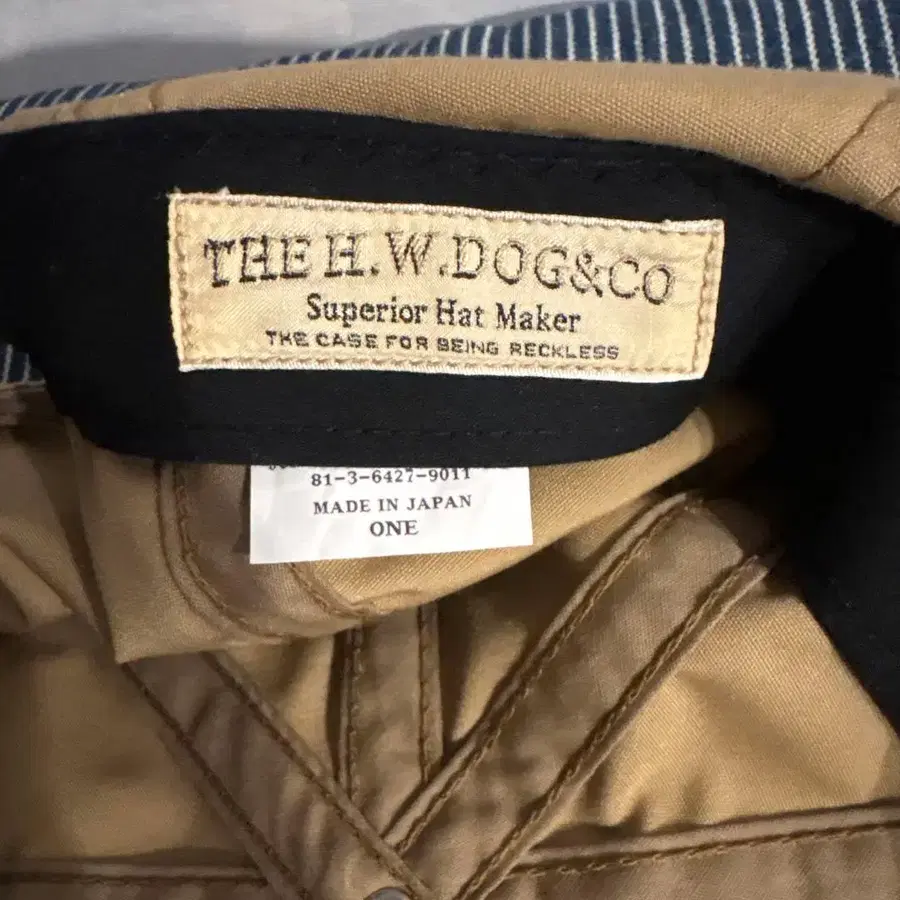 THE H.W.DOG&CO
Superior Hat Maker
THE CASE FOR BEING RECKLESS
81-3-6427-9011
MADE IN JAPAN
ONE